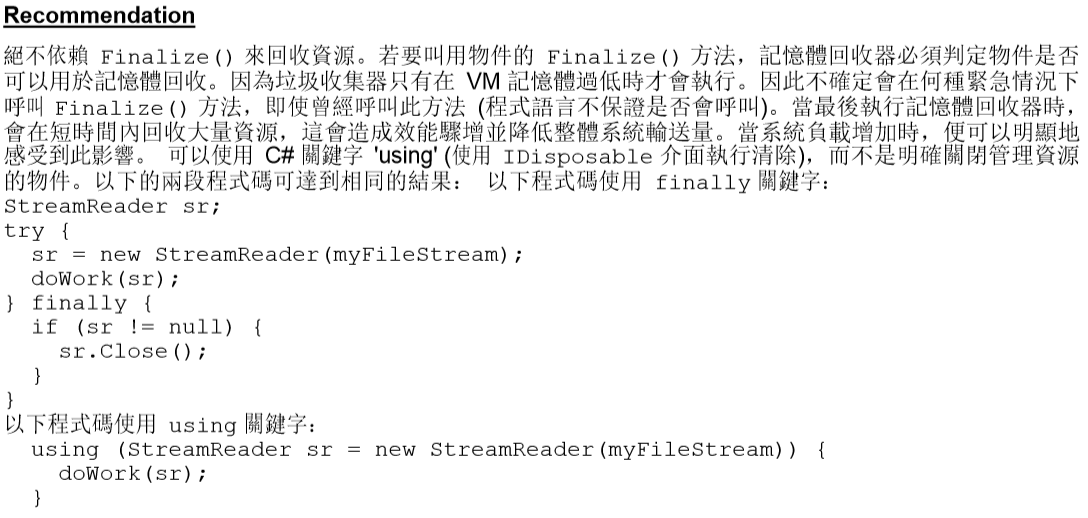 Recommendation
絕不依賴 Finalize() 來回收資源。若要叫用物件的 Finalize() 方法，記憶體回收器必須判定物件是否
可以用於記憶體回收。因為垃圾收集器只有在 VM 記憶體過低時才會執行。因此不確定會在何種緊急情況下
呼叫 Finalize() 方法，即使曾經呼叫此方法 (程式語言不保證是否會呼叫)。當最後執行記憶體回收器時，
會在短時間內回收大量資源，這會造成效能驟增並降低整體系統輸送量。當系統負載增加時，便可以明顯地
感受到此影響。 可以使用 C# 關鍵字 'using' (使用 IDisposable 介面執行清除)，而不是明確關閉管理資源
的物件。以下的兩段程式碼可達到相同的結果： 以下程式碼使用 finally 關鍵字：
StreamReader sr;
try {
  sr = new StreamReader(myFileStream);
  doWork(sr);
} finally {
  if (sr != null) {
    sr.Close();
  }
}
以下程式碼使用 using 關鍵字：
  using (StreamReader sr = new StreamReader(myFileStream)) {
    doWork(sr);
  }